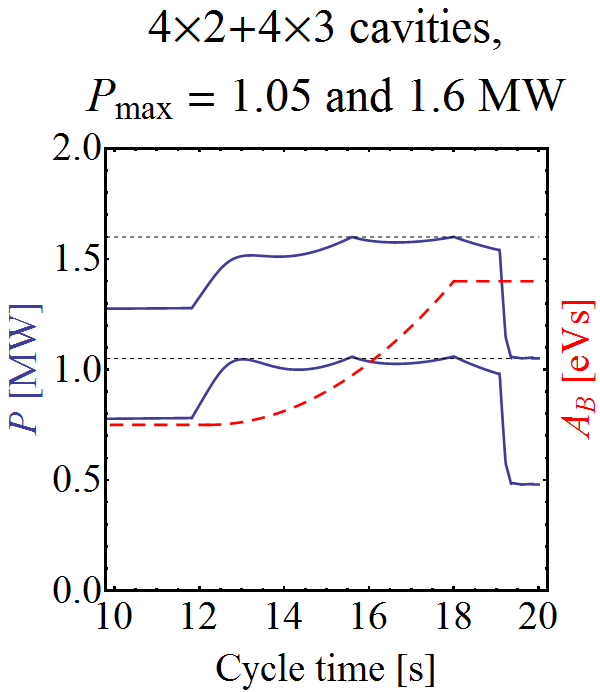 4×2+4×3 cavities,
P_max = 1.05 and 1.6 MW
2.0
1.5
1.0
0.5
0.0
P [MW]
A_B [eVs]
10 12 14 16 18 20
Cycle time [s]